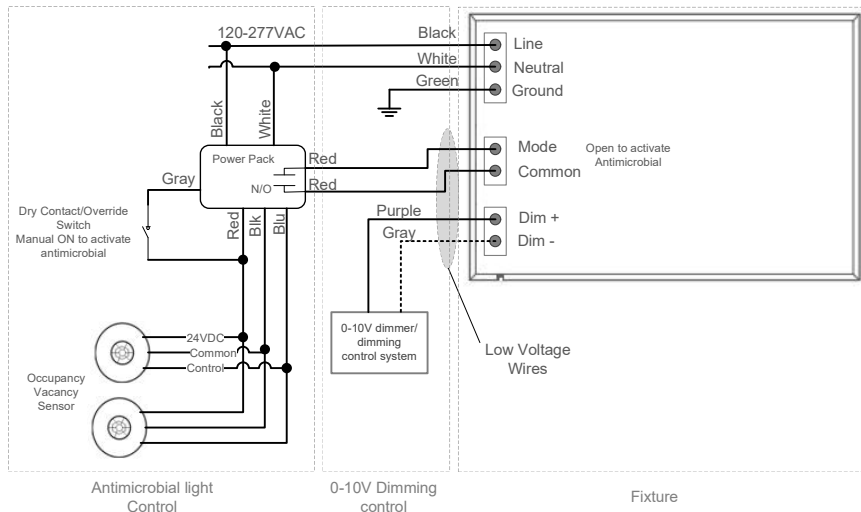 120-277VAC
Black
White
Green
Line
Neutral
Ground
Black
White
Power Pack
N/O
Red
Red
Mode
Common
Open to activate
Antimicrobial
Gray
Dry Contact/Override
Switch
Manual ON to activate
antimicrobial
Red
Blk
Blu
Purple
Gray
Dim +
Dim -
0-10V dimmer/
dimming
control system
Low Voltage
Wires
24VDC
Common
Control
Occupancy
Vacancy
Sensor
Antimicrobial light
Control
0-10V Dimming
control
Fixture